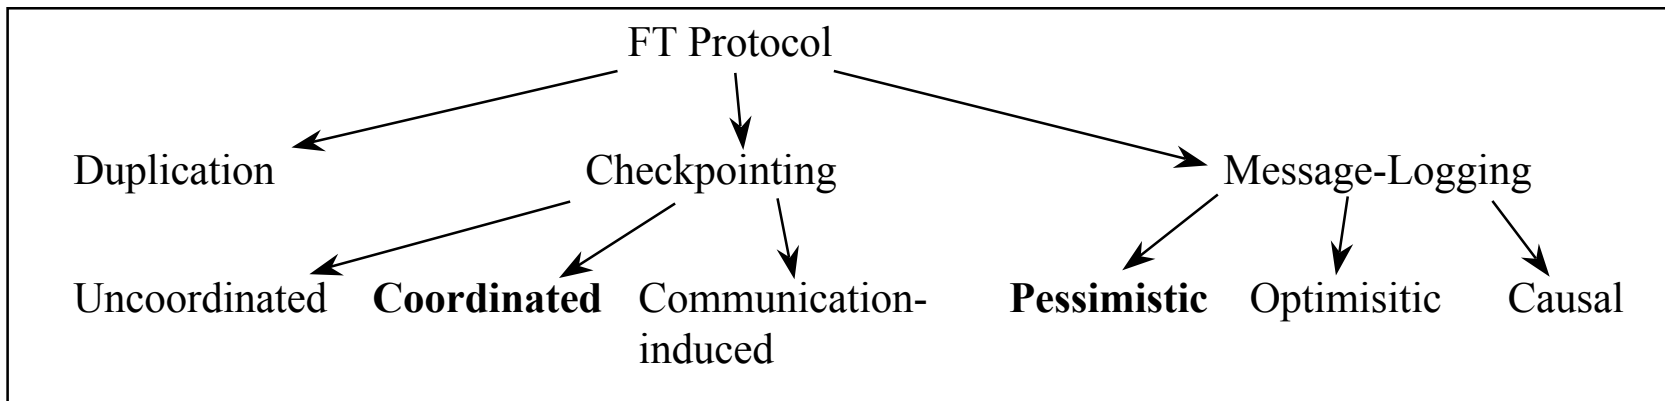 FT Protocol
Duplication Checkpointing Message-Logging
Uncoordinated Coordinated Communication- Pessimistic Optimisitic Causal
induced